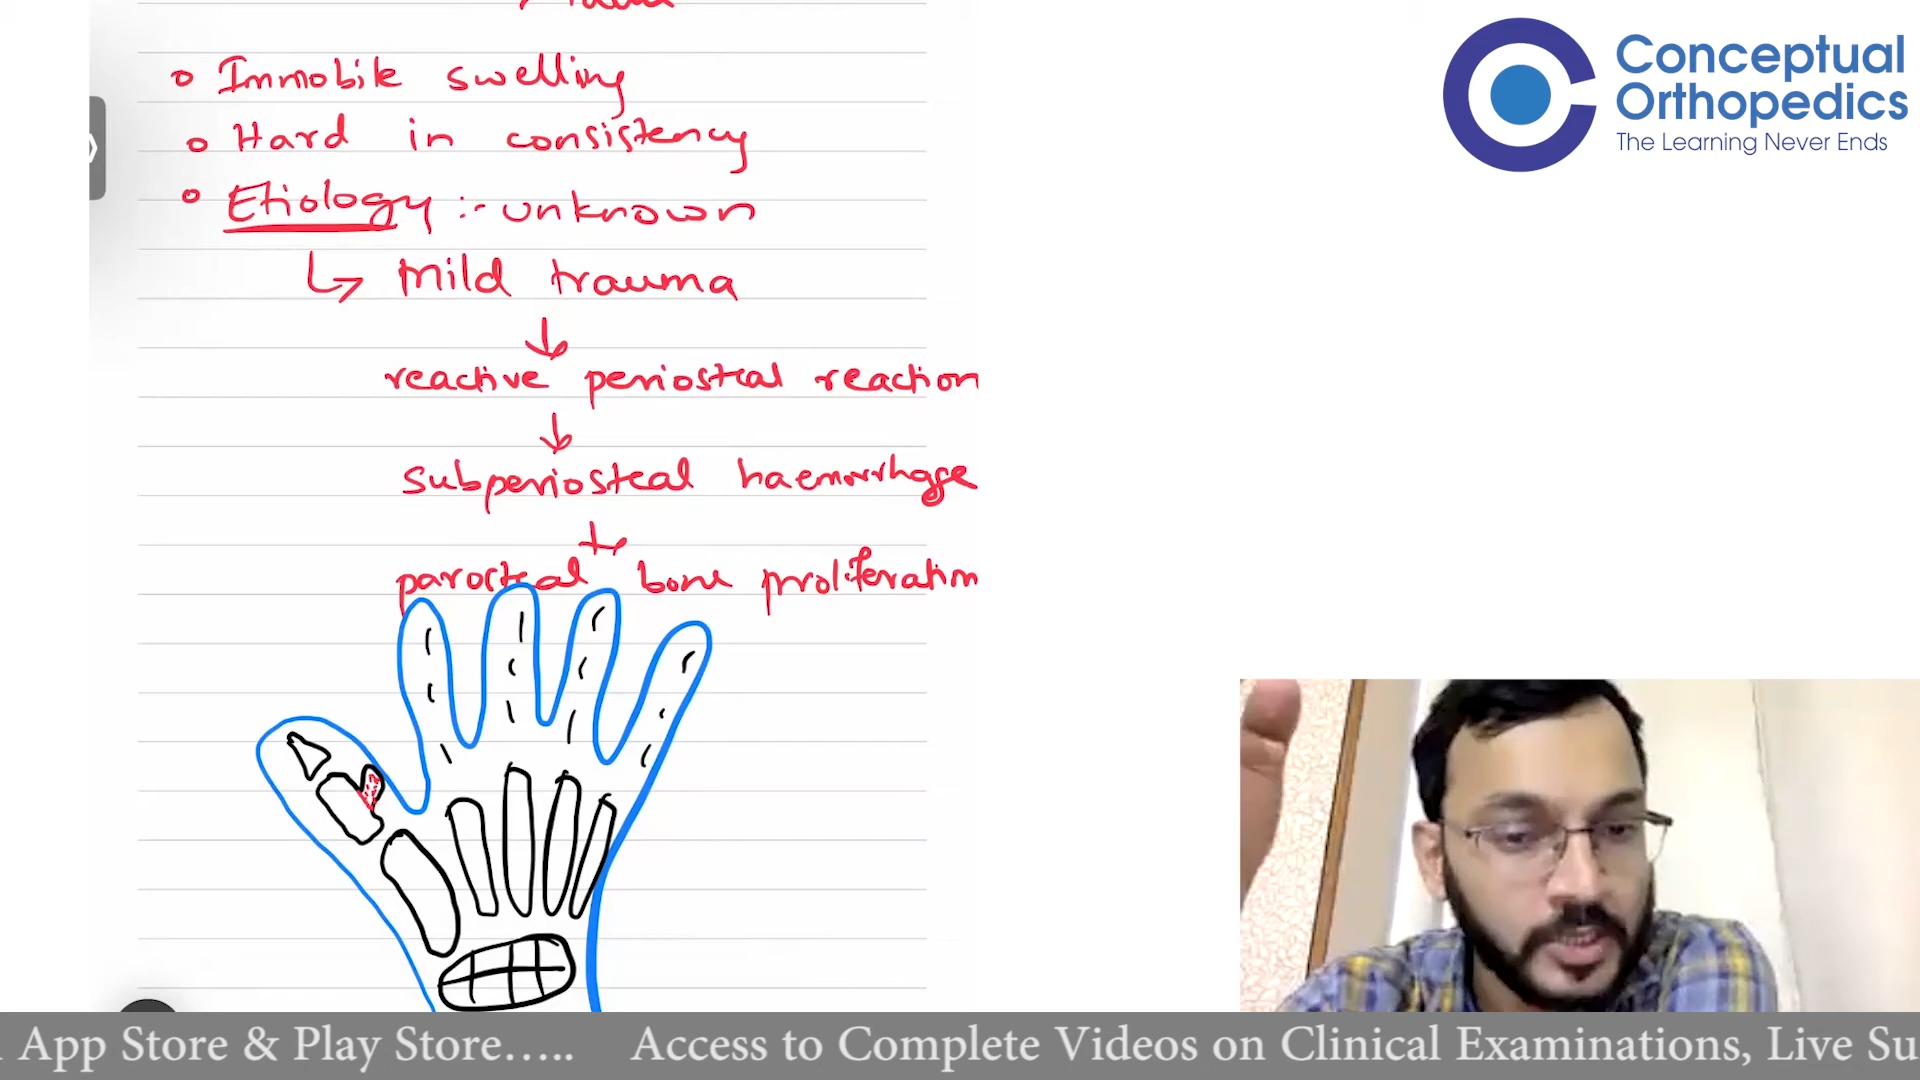 o Immobile swelling
o Hard in consistency
o Etiology :- unknown
↳ Mild trauma
↓
reactive periosteal reaction
↓
subperiosteal haemorrhage
↓
parosteal bone proliferation
Conceptual
Orthopedics
The Learning Never Ends
App Store & Play Store..... Access to Complete Videos on Clinical Examinations, Live Su